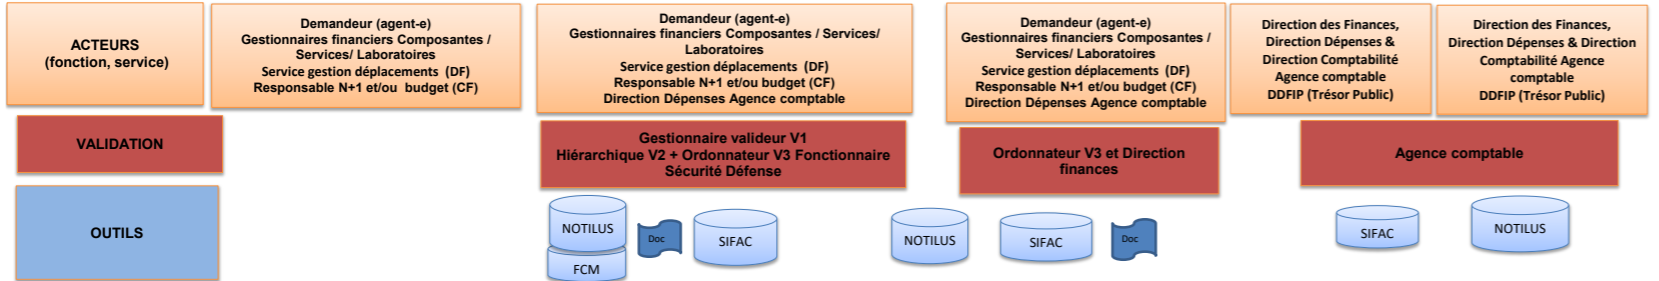 ACTEURS
(fonction, service)
Demandeur (agent-e)
Gestionnaires financiers Composantes /
Services/ Laboratoires
Service gestion déplacements (DF)
Responsable N+1 et/ou budget (CF)
Demandeur (agent-e)
Gestionnaires financiers Composantes / Services/
Laboratoires
Service gestion déplacements (DF)
Responsable N+1 et/ou budget (CF)
Direction Dépenses Agence comptable
Demandeur (agent-e)
Gestionnaires financiers Composantes /
Services/ Laboratoires
Service gestion déplacements (DF)
Responsable N+1 et/ou budget (CF)
Direction Dépenses Agence comptable
Direction des Finances,
Direction Dépenses &
Direction Comptabilité
Agence comptable
DDFIP (Trésor Public)
Direction des Finances,
Direction Dépenses & Direction
Comptabilité Agence
comptable
DDFIP (Trésor Public)
VALIDATION
Gestionnaire valideur V1
Hiérarchique V2 + Ordonnateur V3 Fonctionnaire
Sécurité Défense
Ordonnateur V3 et Direction
finances
Agence comptable
OUTILS
NOTILUS
FCM
Doc
SIFAC
NOTILUS
SIFAC
Doc
SIFAC
NOTILUS